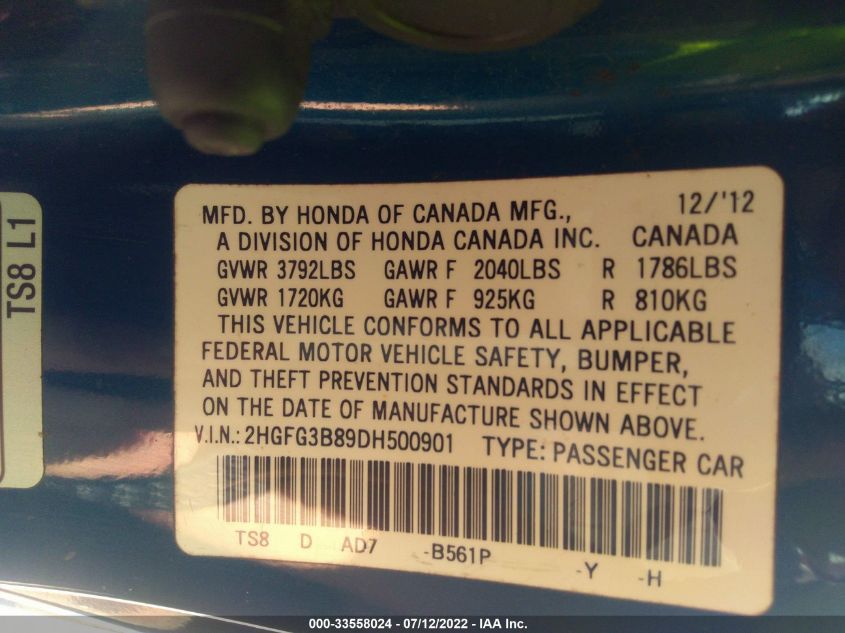 TS8 L1
MFD. BY HONDA OF CANADA MFG., 12/'12
A DIVISION OF HONDA CANADA INC. CANADA
GVWR 3792LBS GAWR F 2040LBS R 1786LBS
GVWR 1720KG GAWR F 925KG R 810KG
THIS VEHICLE CONFORMS TO ALL APPLICABLE
FEDERAL MOTOR VEHICLE SAFETY, BUMPER,
AND THEFT PREVENTION STANDARDS IN EFFECT
ON THE DATE OF MANUFACTURE SHOWN ABOVE.
V.I.N.: 2HGFG3B89DH500901 TYPE: PASSENGER CAR
TS8 D AD7 -B561P -Y -H
000-33558024 - 07/12/2022 - IAA Inc.